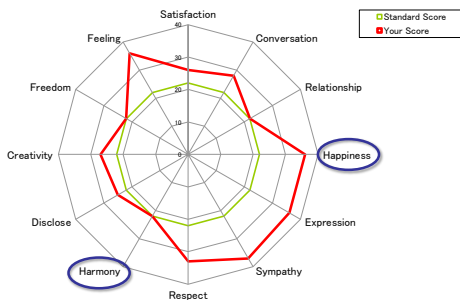 Satisfaction
Standard Score
Your Score
Feeling
Conversation
Freedom
Relationship
Creativity
Happiness
Disclose
Expression
Harmony
Sympathy
Respect
40
30
20
10
0